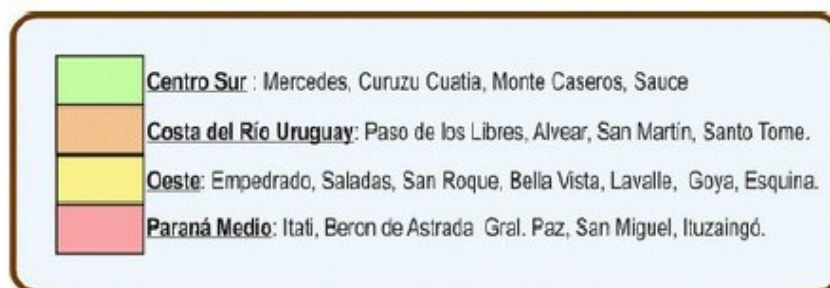 Centro Sur : Mercedes, Curuzu Cuatia, Monte Caseros, Sauce
Costa del Río Uruguay: Paso de los Libres, Alvear, San Martín, Santo Tome.
Oeste: Empedrado, Saladas, San Roque, Bella Vista, Lavalle, Goya, Esquina.
Paraná Medio: Itati, Beron de Astrada Gral. Paz, San Miguel, Ituzaingó.